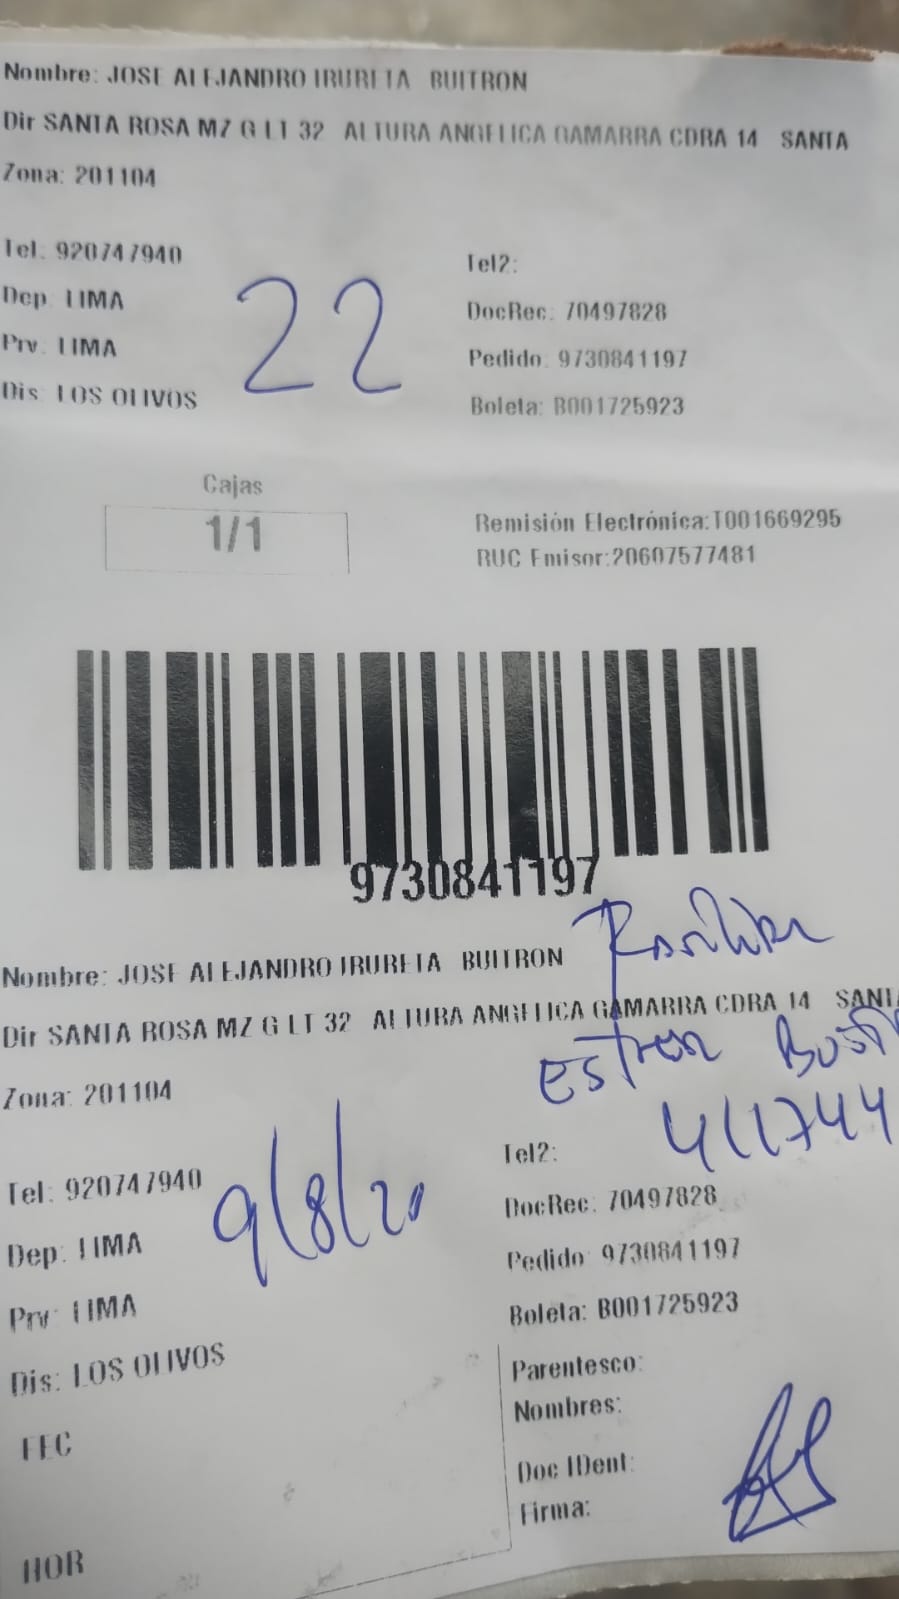 Nombre: JOSE ALEJANDRO IRURETA BUITRON
Dir SANTA ROSA MZ G LT 32 ALTURA ANGELICA GAMARRA CDRA 14 SANTA
Zona: 201104
Tel: 920747940
Tel2:
Dep: LIMA
DocRec: 70497828
Prv: LIMA
Pedido: 9730841197
Dis: LOS OLIVOS
Boleta: B001725923
22
Cajas
1/1
Remisión Electrónica:T001669295
RUC Emisor:20607577481
9730841197
Nombre: JOSE ALEJANDRO IRURETA BUITRON
Dir SANTA ROSA MZ G LT 32 ALTURA ANGELICA GAMARRA CDRA 14 SANTA
Zona: 201104
411744
Tel: 920747940
Tel2:
9/8/20
Dep: LIMA
DocRec: 70497828
Prv: LIMA
Pedido: 9730841197
Dis: LOS OLIVOS
Boleta: B001725923
FEC
Parentesco:
Nombres:
Doc IDent:
HOR
Firma: